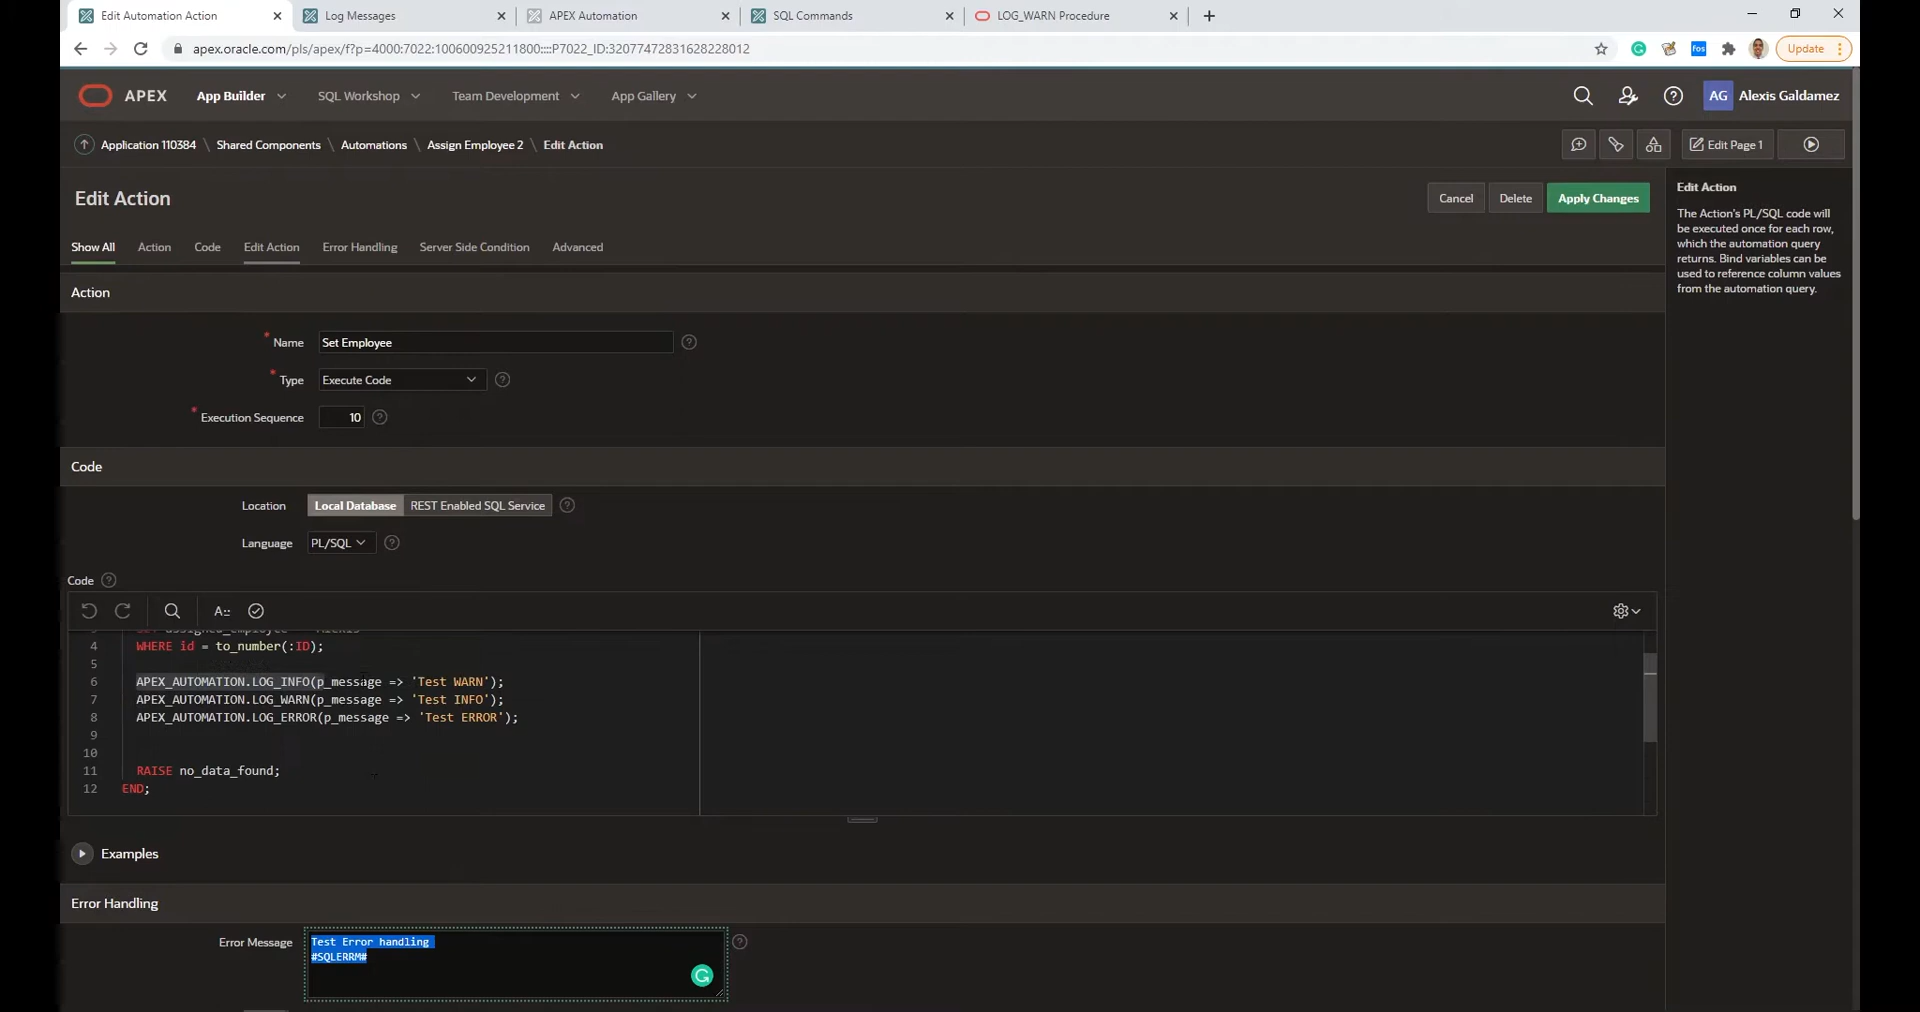 Edit Automation Action
Log Messages
APEX Automation
SQL Commands
LOG_WARN Procedure
apex.oracle.com/pls/apex/f?p=4000:7022:100600925211800::::P7022_ID:32077472831628228012
Update
APEX
App Builder
SQL Workshop
Team Development
App Gallery
AG
Alexis Galdamez
Application 110384 \ Shared Components \ Automations \ Assign Employee 2 \ Edit Action
Edit Page 1
Edit Action
Cancel
Delete
Apply Changes
Show All
Action
Code
Edit Action
Error Handling
Server Side Condition
Advanced
Edit Action
The Action's PL/SQL code will
be executed once for each row,
which the automation query
returns. Bind variables can be
used to reference column values
from the automation query.
Action
* Name
Set Employee
* Type
Execute Code
* Execution Sequence
10
Code
Location
Local Database
REST Enabled SQL Service
Language
PL/SQL
Code
4 WHERE id = to_number(:ID);
5
6 APEX_AUTOMATION.LOG_INFO(p_message => 'Test WARN');
7 APEX_AUTOMATION.LOG_WARN(p_message => 'Test INFO');
8 APEX_AUTOMATION.LOG_ERROR(p_message => 'Test ERROR');
9
10
11 RAISE no_data_found;
12 END;
Examples
Error Handling
Error Message
Test Error handling
#SQLERRM#